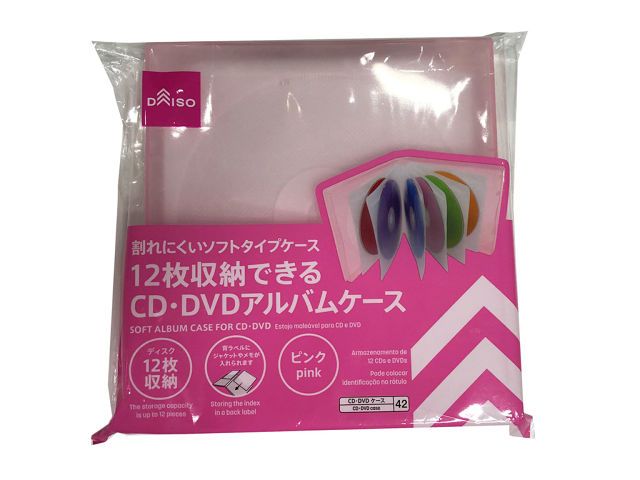 DAISO
割れにくいソフトタイプケース
12枚収納できる
CD・DVDアルバムケース
SOFT ALBUM CASE FOR CD・DVD Estojo maleável para CD e DVD
ディスク
12枚
収納
The storage capacity
is up to 12 pieces
背ラベルに
ジャケットやメモが
入れられます
Storing the index
in a back label
ピンク
pink
Armazenamento de
12 CDs e DVDs
Pode colocar
identificação no rótulo
CD・DVD ケース
CD・DVD case
42